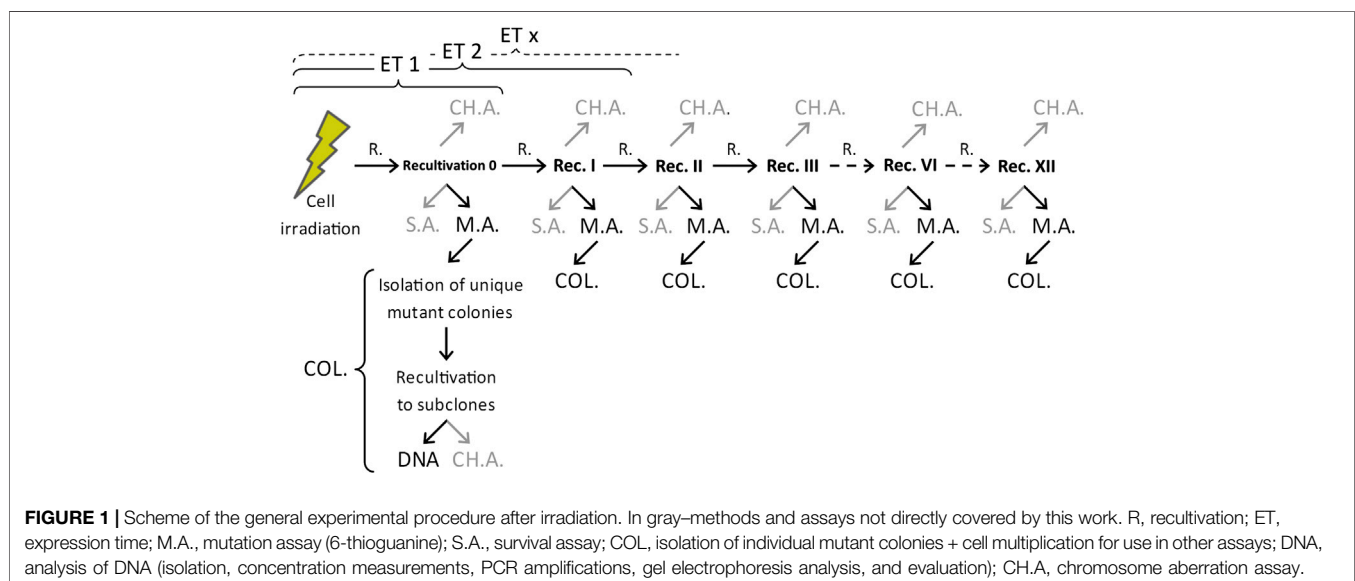 ET x
ET 2
ET 1
CH.A. CH.A. CH.A. CH.A. CH.A. CH.A.
R. R. R. R. R. R.
Recultivation 0 Rec. I Rec. II Rec. III Rec. VI Rec. XII
Cell
irradiation
S.A. M.A. S.A. M.A. S.A. M.A. S.A. M.A. S.A. M.A. S.A. M.A.
COL. COL. COL. COL. COL.
Isolation of unique
mutant colonies
COL.
Recultivation
to subclones
DNA CH.A.
FIGURE 1 | Scheme of the general experimental procedure after irradiation. In gray–methods and assays not directly covered by this work. R, recultivation; ET,
expression time; M.A., mutation assay (6-thioguanine); S.A., survival assay; COL, isolation of individual mutant colonies + cell multiplication for use in other assays; DNA,
analysis of DNA (isolation, concentration measurements, PCR amplifications, gel electrophoresis analysis, and evaluation); CH.A, chromosome aberration assay.